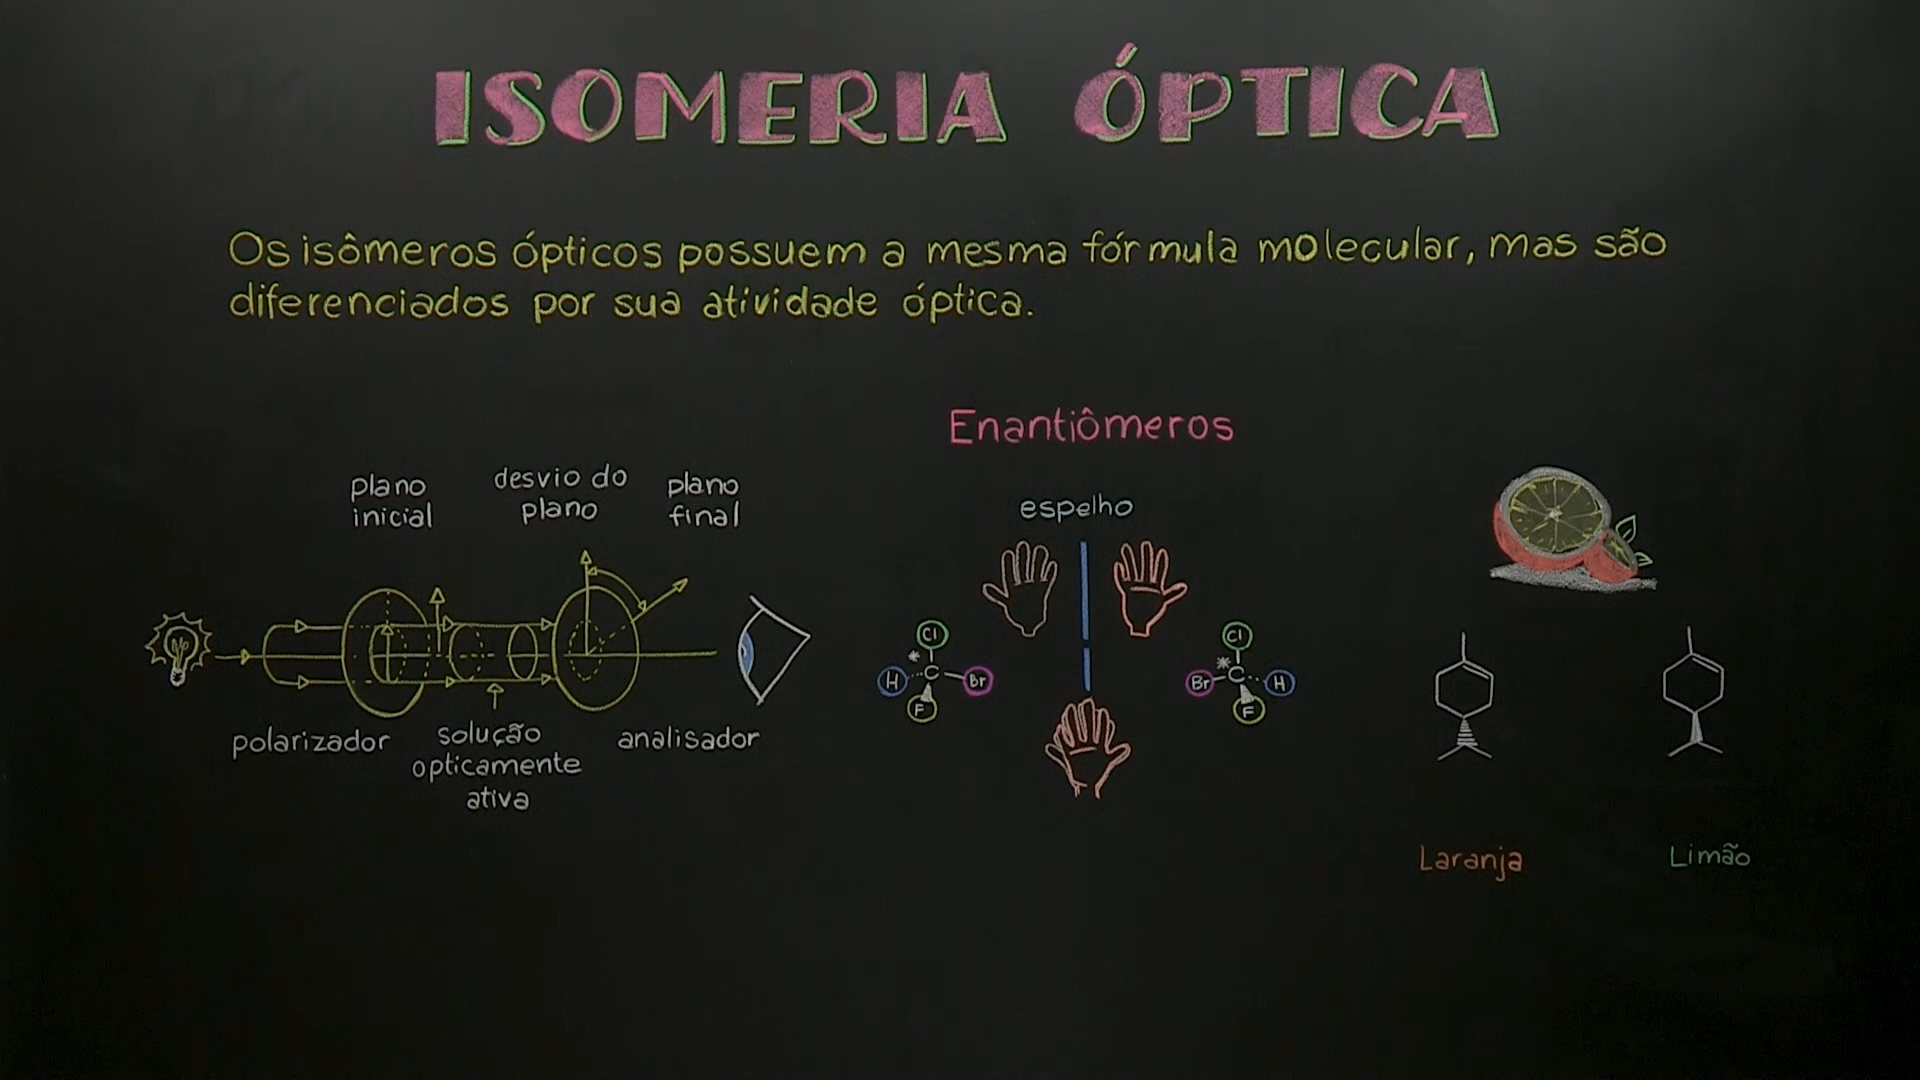 ISOMERIA ÓPTICA
Os isômeros ópticos possuem a mesma fórmula molecular, mas são
diferenciados por sua atividade óptica.
Enantiômeros
plano
inicial
desvio do
plano
plano
final
polarizador
solução
opticamente
ativa
analisador
espelho
Cl
* C
H
Br
F
Cl
* C
Br
H
F
Laranja
Limão